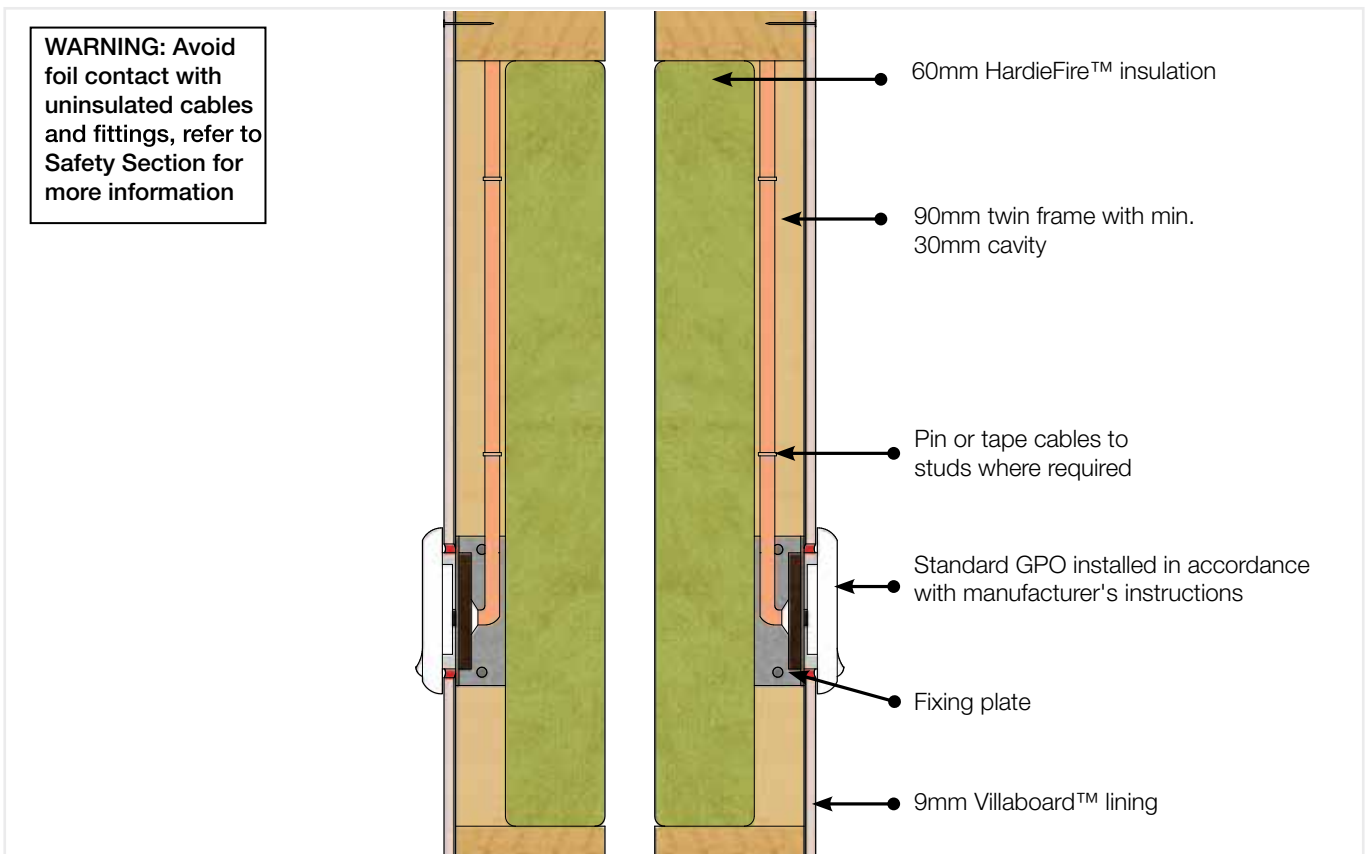 WARNING: Avoid
foil contact with
uninsulated cables
and fittings, refer to
Safety Section for
more information
60mm HardieFire™ insulation
90mm twin frame with min.
30mm cavity
Pin or tape cables to
studs where required
Standard GPO installed in accordance
with manufacturer's instructions
Fixing plate
9mm Villaboard™ lining